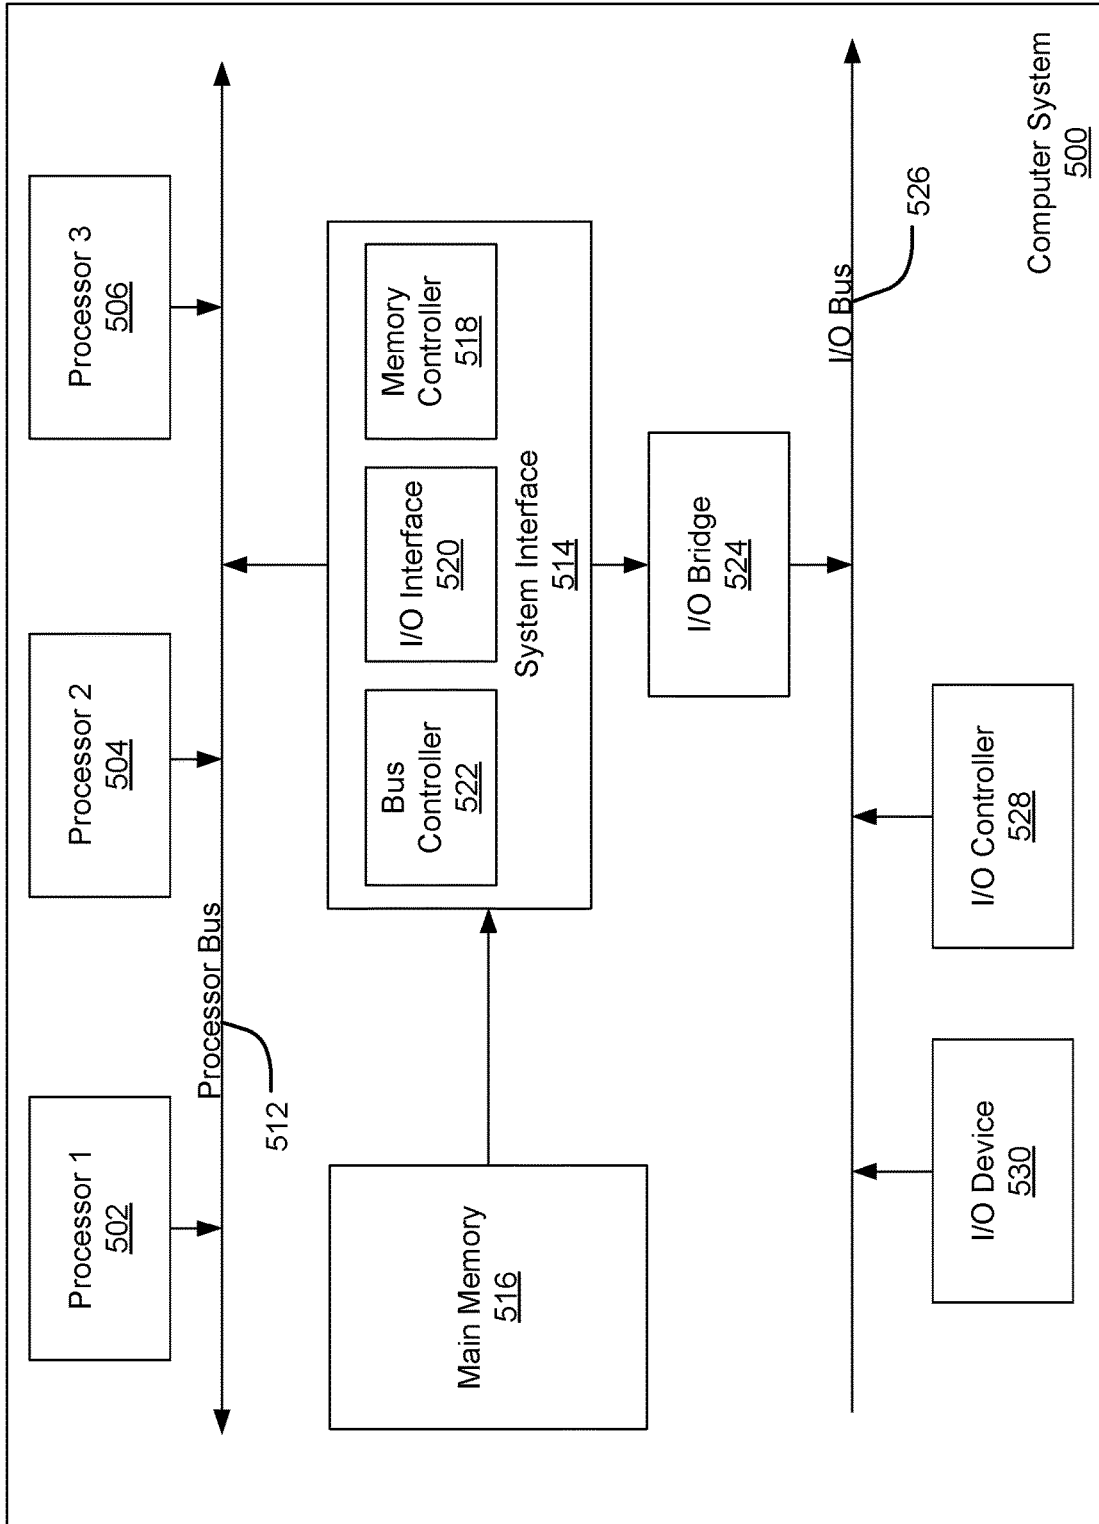 Processor 1
502
Processor 2
504
Processor 3
506
Processor Bus
512
Main Memory
516
Bus
Controller
522
I/O Interface
520
Memory
Controller
518
System Interface
514
I/O Bridge
524
I/O Bus
526
I/O Device
530
I/O Controller
528
Computer System
500